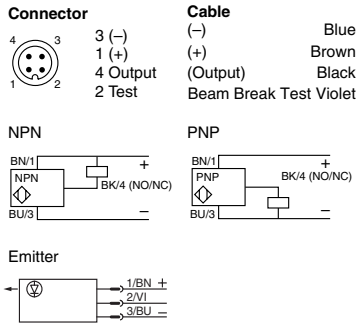 Connector
Cable
4 3
1 2
3 (–)
1 (+)
4 Output
2 Test
(–) Blue
(+) Brown
(Output) Black
Beam Break Test Violet
NPN
PNP
BN/1
NPN
+
BK/4 (NO/NC)
BU/3
–
BN/1
PNP
+
BK/4 (NO/NC)
BU/3
–
Emitter
1/BN +
2/VI
3/BU –